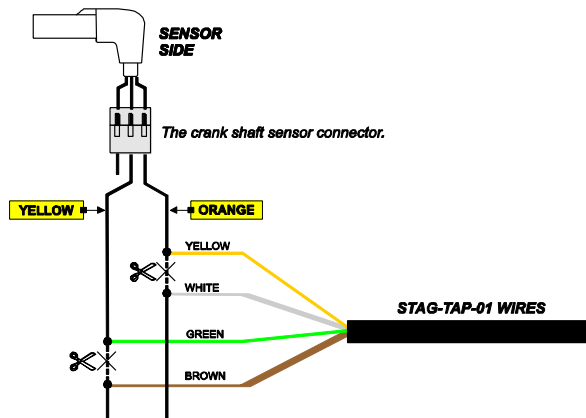 SENSOR
SIDE
The crank shaft sensor connector.
YELLOW
ORANGE
YELLOW
WHITE
STAG-TAP-01 WIRES
GREEN
BROWN